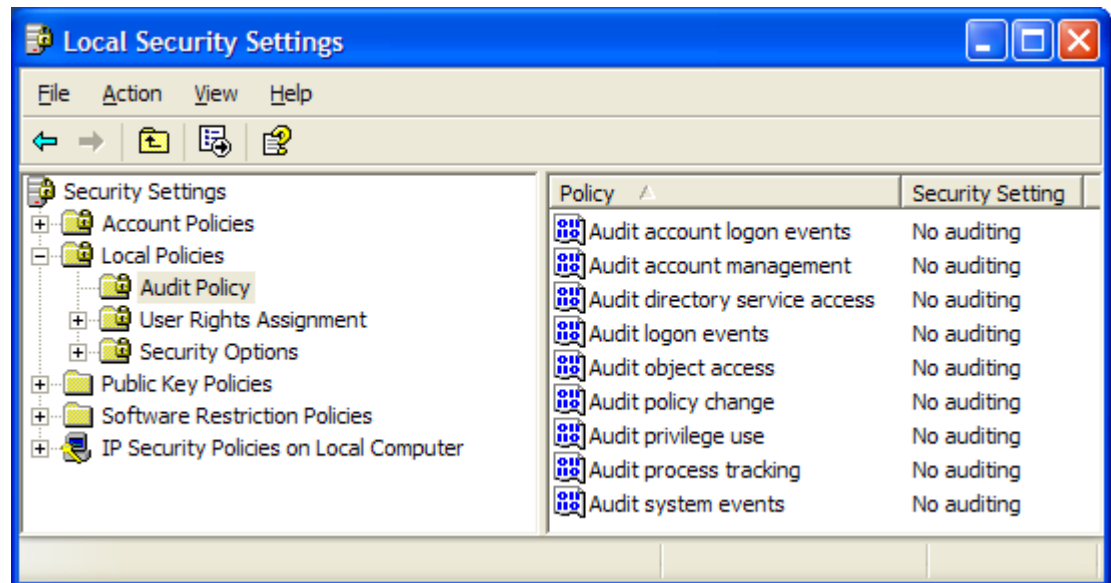 Local Security Settings
File Action View Help
Security Settings
Account Policies
Local Policies
Audit Policy
User Rights Assignment
Security Options
Public Key Policies
Software Restriction Policies
IP Security Policies on Local Computer
Policy Security Setting
Audit account logon events No auditing
Audit account management No auditing
Audit directory service access No auditing
Audit logon events No auditing
Audit object access No auditing
Audit policy change No auditing
Audit privilege use No auditing
Audit process tracking No auditing
Audit system events No auditing